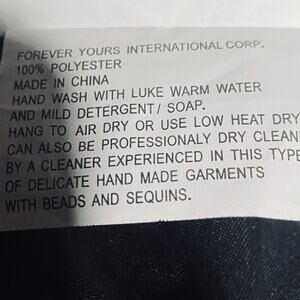 FOREVER YOURS INTERNATIONAL CORP.
100% POLYESTER
MADE IN CHINA
HAND WASH WITH LUKE WARM WATER
AND MILD DETERGENT/ SOAP.
HANG TO AIR DRY OR USE LOW HEAT DRY
CAN ALSO BE PROFESSIONALY DRY CLEAN
BY A CLEANER EXPERIENCED IN THIS TYPE
OF DELICATE HAND MADE GARMENTS
WITH BEADS AND SEQUINS.